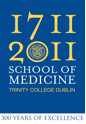 1711
2011
SCHOOL OF
MEDICINE
TRINITY COLLEGE DUBLIN
300 YEARS OF EXCELLENCE